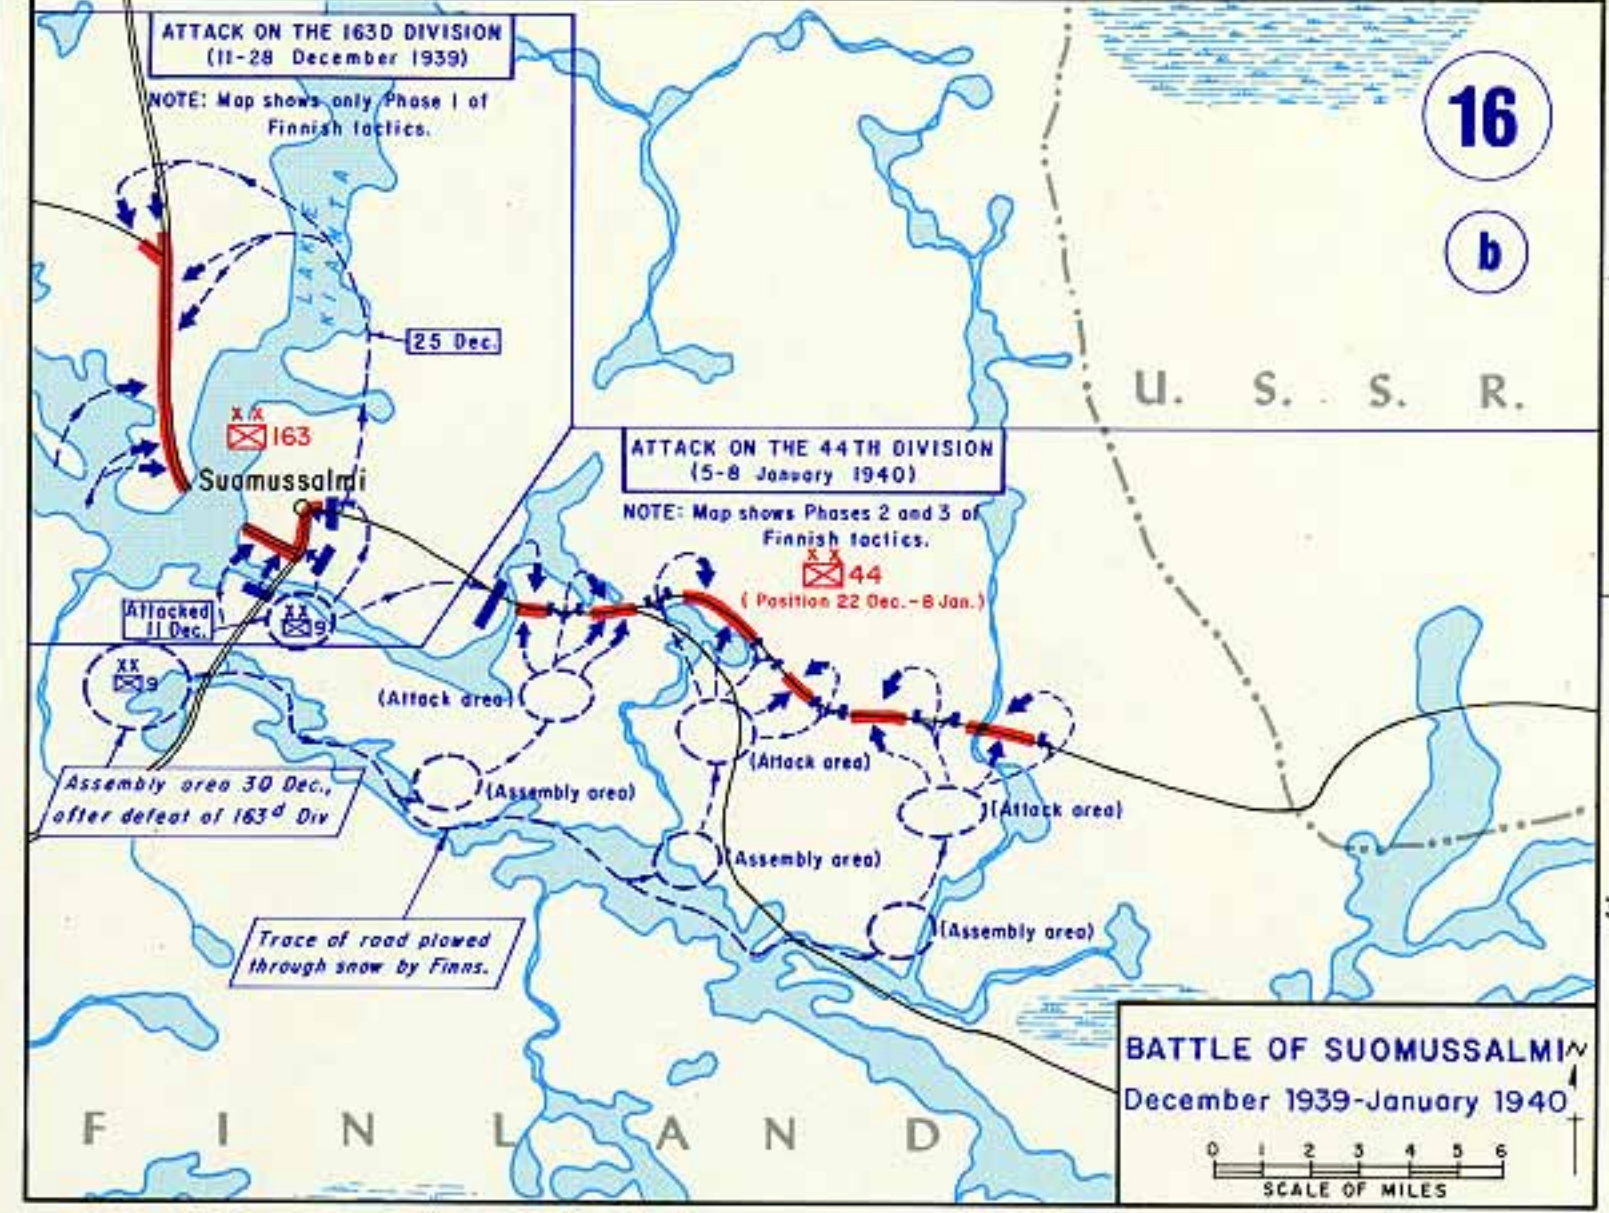 ATTACK ON THE 163D DIVISION
(11-28 December 1939)
NOTE: Map shows only Phase 1 of
Finnish tactics.
16
b
LAKE
KIANTA
25 Dec.
U. S. S. R.
XX
163
Suomussalmi
ATTACK ON THE 44TH DIVISION
(5-8 January 1940)
NOTE: Map shows Phases 2 and 3 of
Finnish tactics.
XX
44
(Position 22 Dec.-8 Jan.)
Attacked
11 Dec.
XX
9
XX
9
(Attack area)
(Assembly area)
(Attack area)
(Attack area)
(Assembly area)
(Assembly area)
Assembly area 30 Dec.,
after defeat of 163d Div
Trace of road plowed
through snow by Finns.
BATTLE OF SUOMUSSALMI
N
December 1939-January 1940
0 1 2 3 4 5 6
SCALE OF MILES
FINLAND